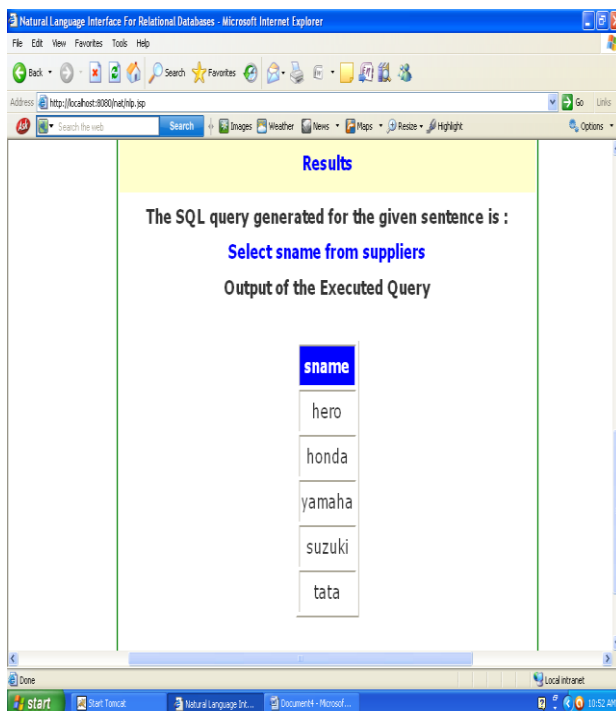 Natural Language Interface For Relational Databases - Microsoft Internet Explorer
File Edit View Favorites Tools Help
Back Search Favorites
Address http://localhost:8080/nat/nlp.jsp Go Links
Search the web Search Images Weather News Maps Resize Highlight Options
Results
The SQL query generated for the given sentence is :
Select sname from suppliers
Output of the Executed Query
sname
hero
honda
yamaha
suzuki
tata
Done Local intranet
start Start Tomcat Natural Language Int... Document4 - Microsof... 10:52 AM